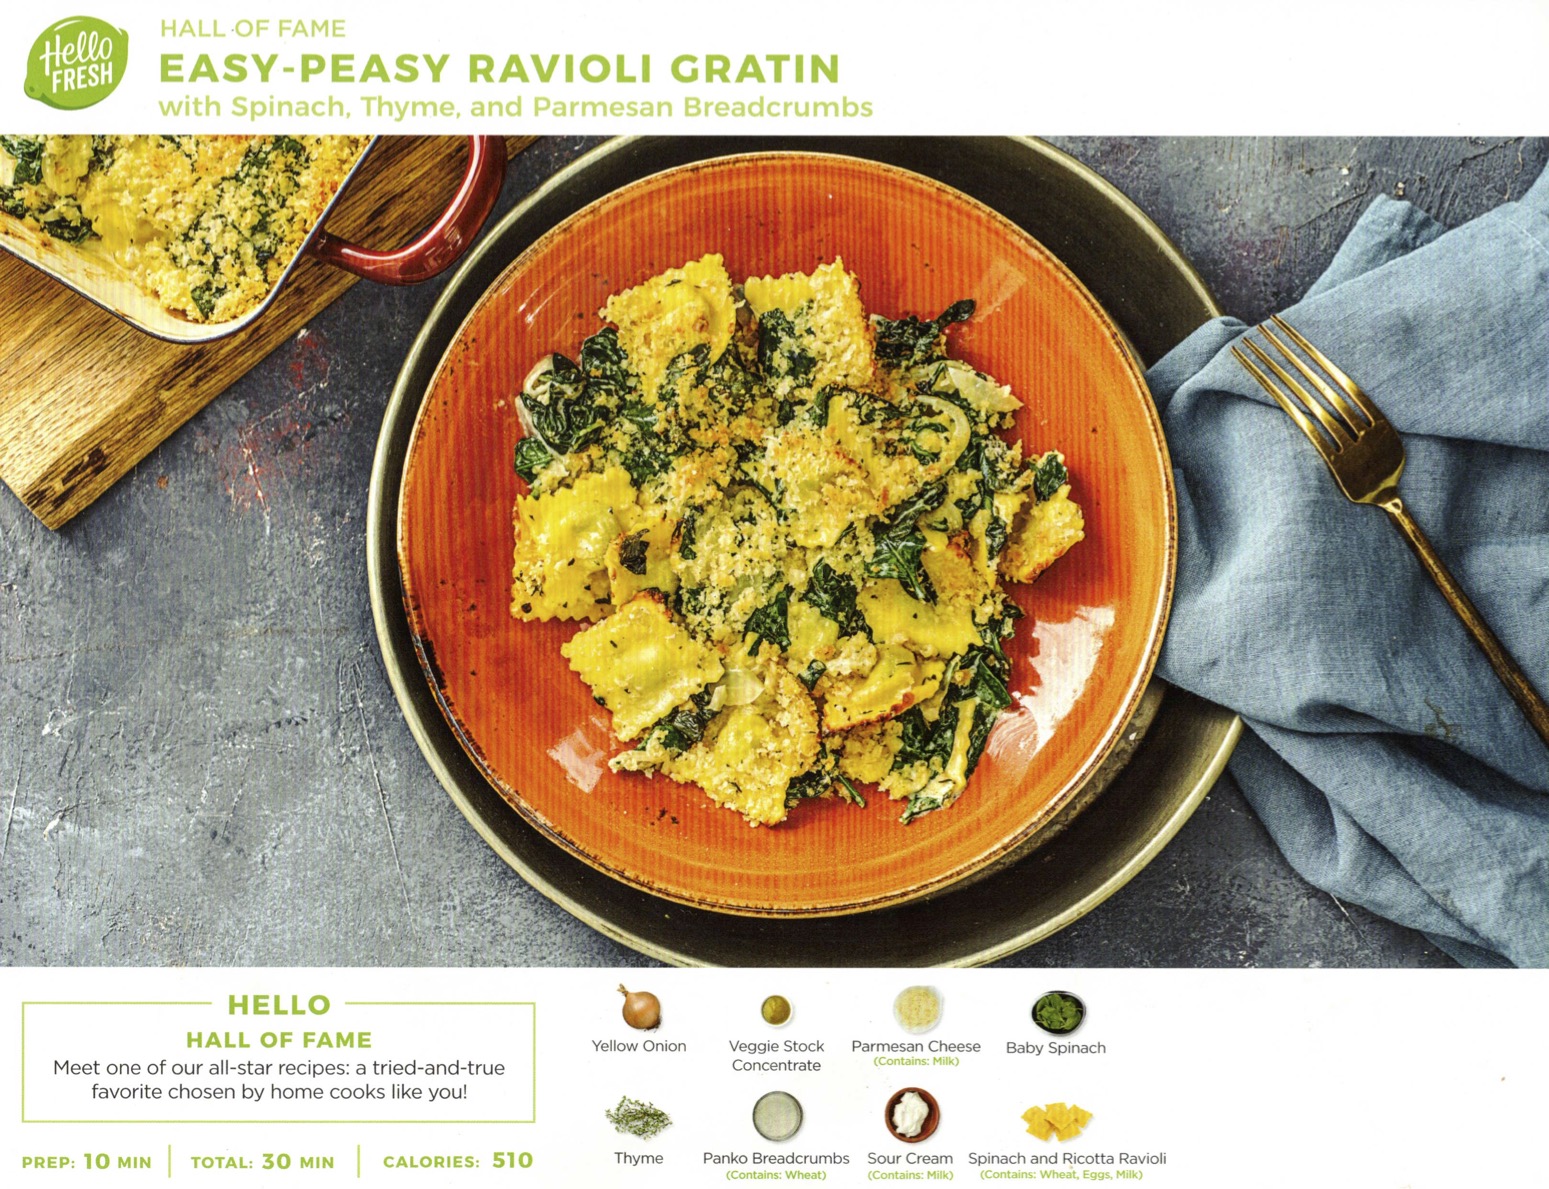 Hello
FRESH
HALL OF FAME
EASY-PEASY RAVIOLI GRATIN
with Spinach, Thyme, and Parmesan Breadcrumbs
HELLO
HALL OF FAME
Meet one of our all-star recipes: a tried-and-true
favorite chosen by home cooks like you!
PREP: 10 MIN
TOTAL: 30 MIN
CALORIES: 510
Yellow Onion
Veggie Stock
Concentrate
Parmesan Cheese
(Contains: Milk)
Baby Spinach
Thyme
Panko Breadcrumbs
(Contains: Wheat)
Sour Cream
(Contains: Milk)
Spinach and Ricotta Ravioli
(Contains: Wheat, Eggs, Milk)